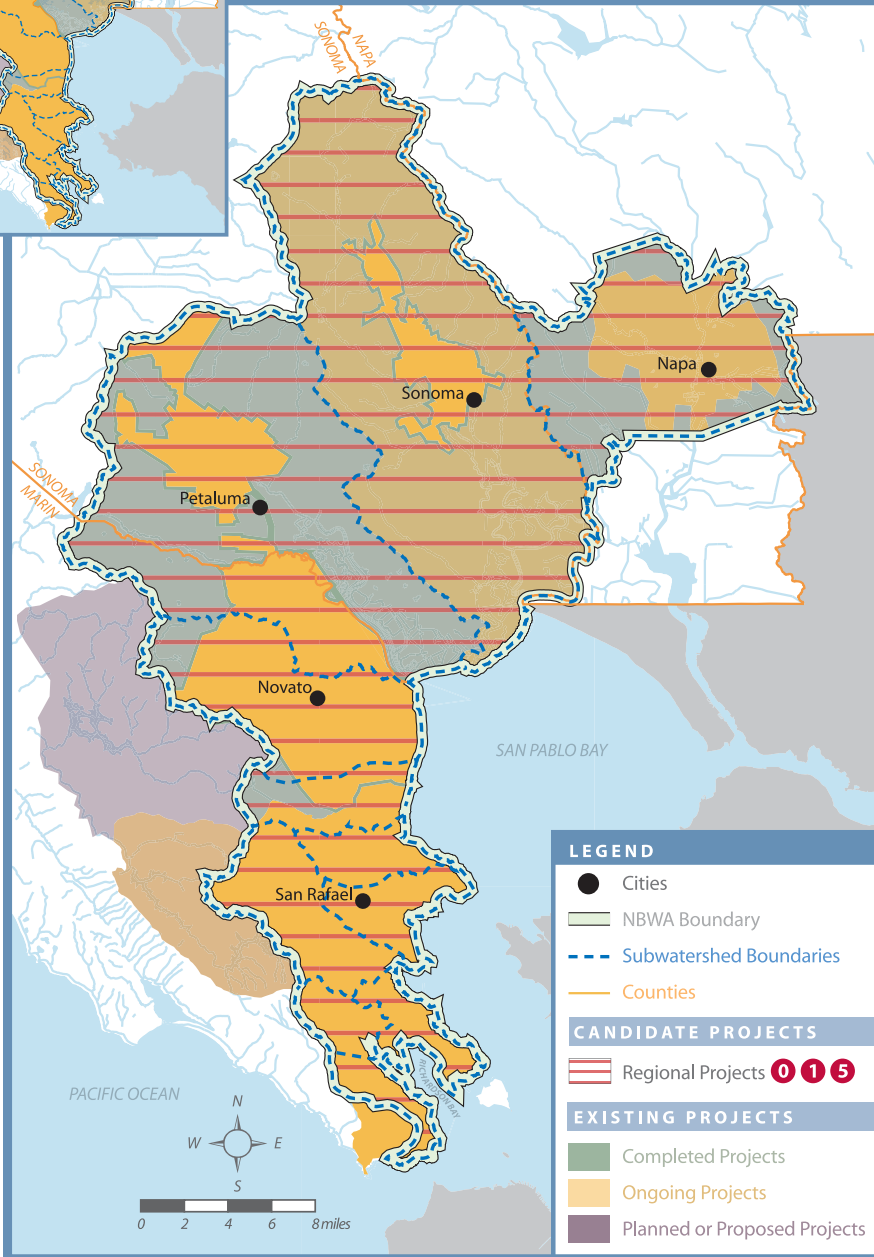 NAPA
SONOMA
Napa
Sonoma
SONOMA
MARIN
Petaluma
Novato
SAN PABLO BAY
San Rafael
RICHARDSON BAY
PACIFIC OCEAN
N
W
E
S
0 2 4 6 8 miles
LEGEND
Cities
NBWA Boundary
Subwatershed Boundaries
Counties
CANDIDATE PROJECTS
Regional Projects 0 1 5
EXISTING PROJECTS
Completed Projects
Ongoing Projects
Planned or Proposed Projects